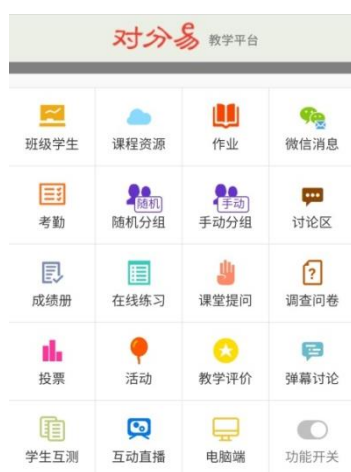 对分易 教学平台
班级学生 课程资源 作业 微信消息
随机 手动
考勤 随机分组 手动分组 讨论区
?
成绩册 在线练习 课堂提问 调查问卷
投票 活动 教学评价 弹幕讨论
学生互测 互动直播 电脑端 功能开关